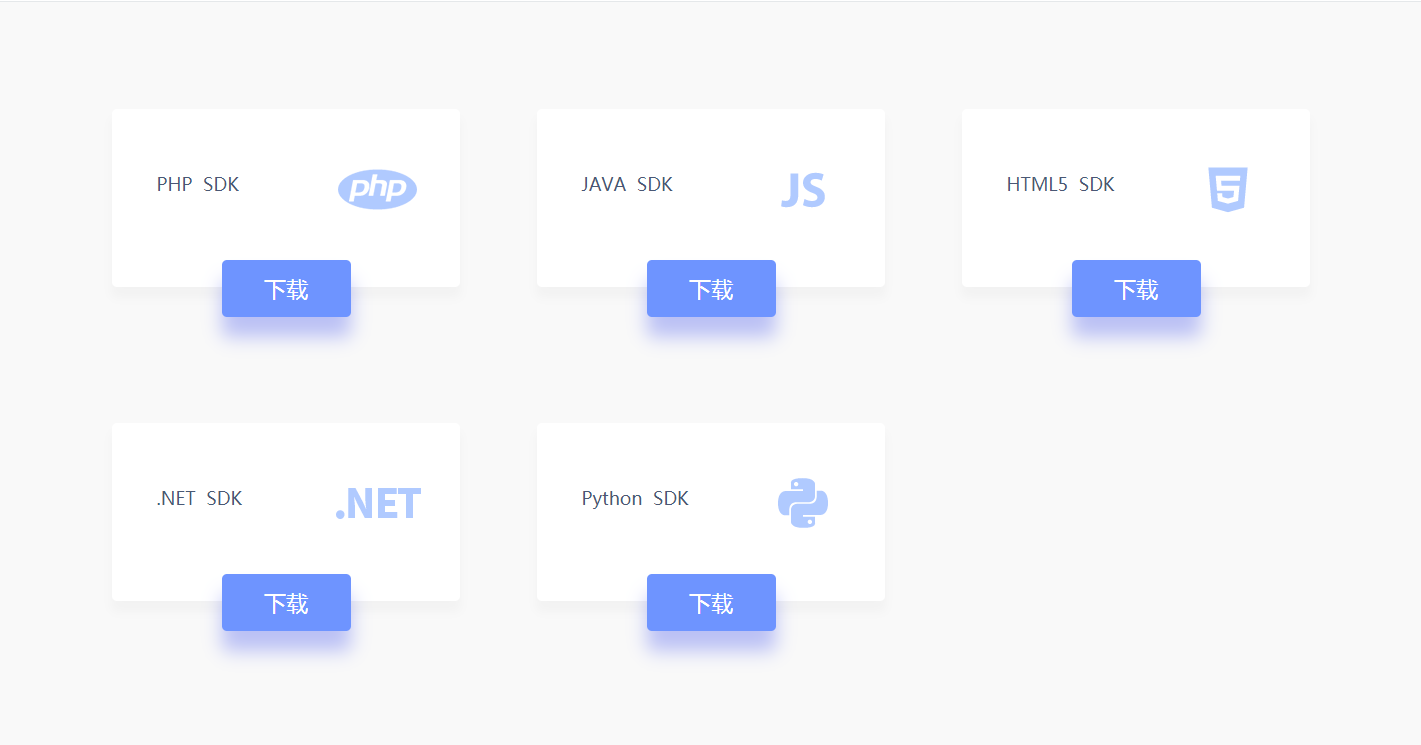 PHP SDK
php
JAVA SDK
JS
HTML5 SDK
5
下载
下载
下载
.NET SDK
.NET
Python SDK
下载
下载